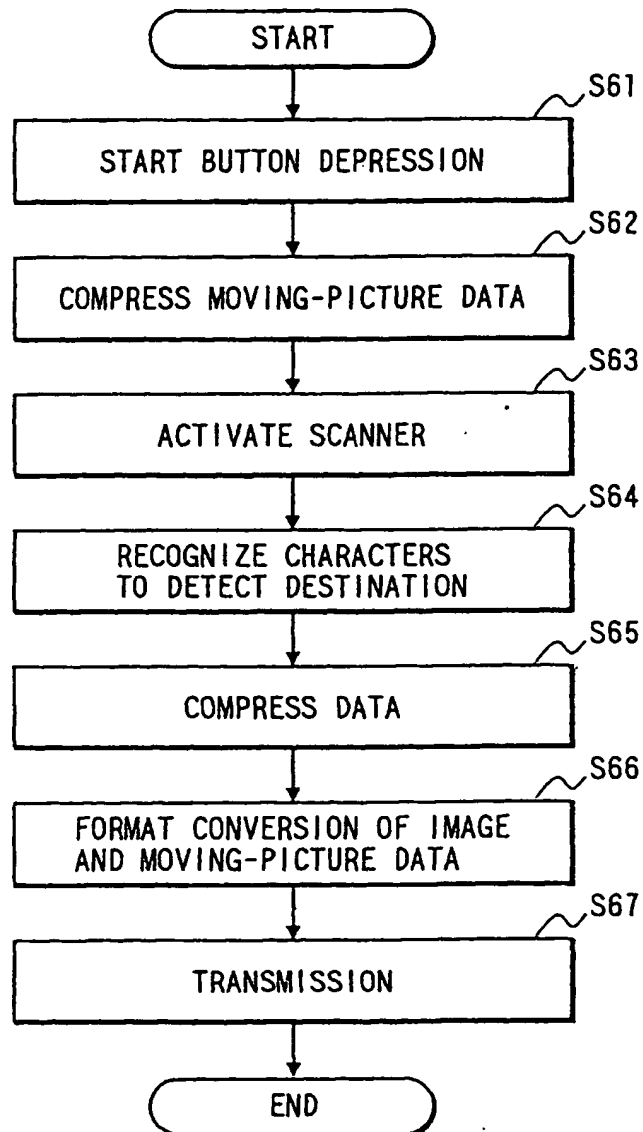 START
S61
START BUTTON DEPRESSION
S62
COMPRESS MOVING-PICTURE DATA
S63
ACTIVATE SCANNER
S64
RECOGNIZE CHARACTERS
TO DETECT DESTINATION
S65
COMPRESS DATA
S66
FORMAT CONVERSION OF IMAGE
AND MOVING-PICTURE DATA
S67
TRANSMISSION
END